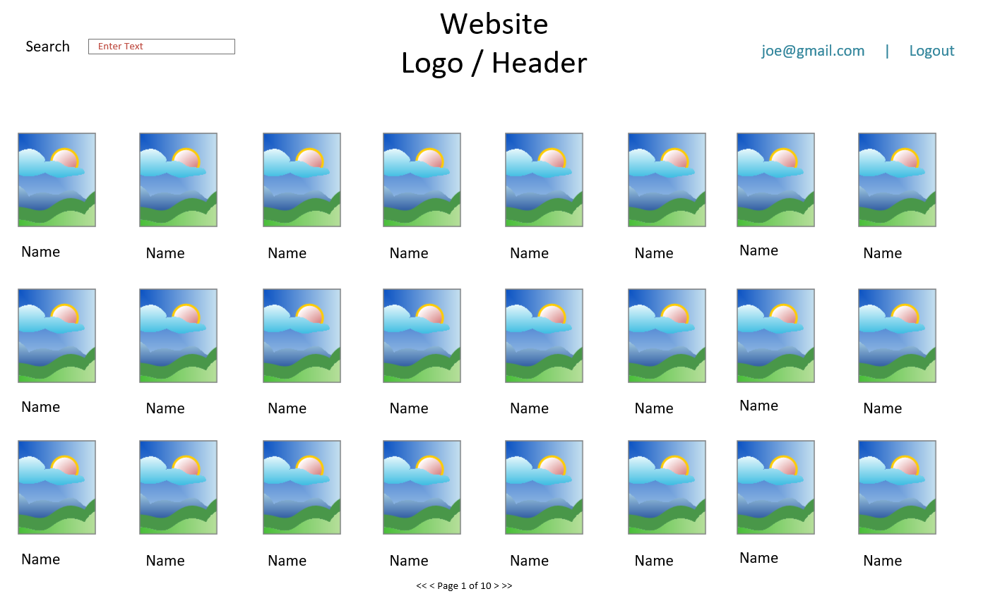 Website
Logo / Header
Search Enter Text
joe@gmail.com | Logout
Name Name Name Name Name Name Name Name
Name Name Name Name Name Name Name Name
Name Name Name Name Name Name Name Name
<< < Page 1 of 10 > >>